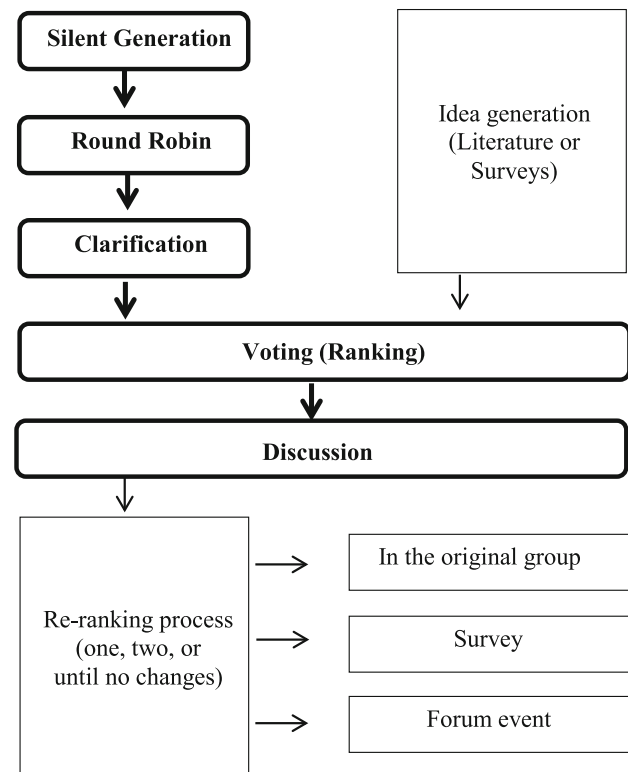 Silent Generation
Round Robin
Clarification
Idea generation
(Literature or
Surveys)
Voting (Ranking)
Discussion
Re-ranking process
(one, two, or
until no changes)
In the original group
Survey
Forum event